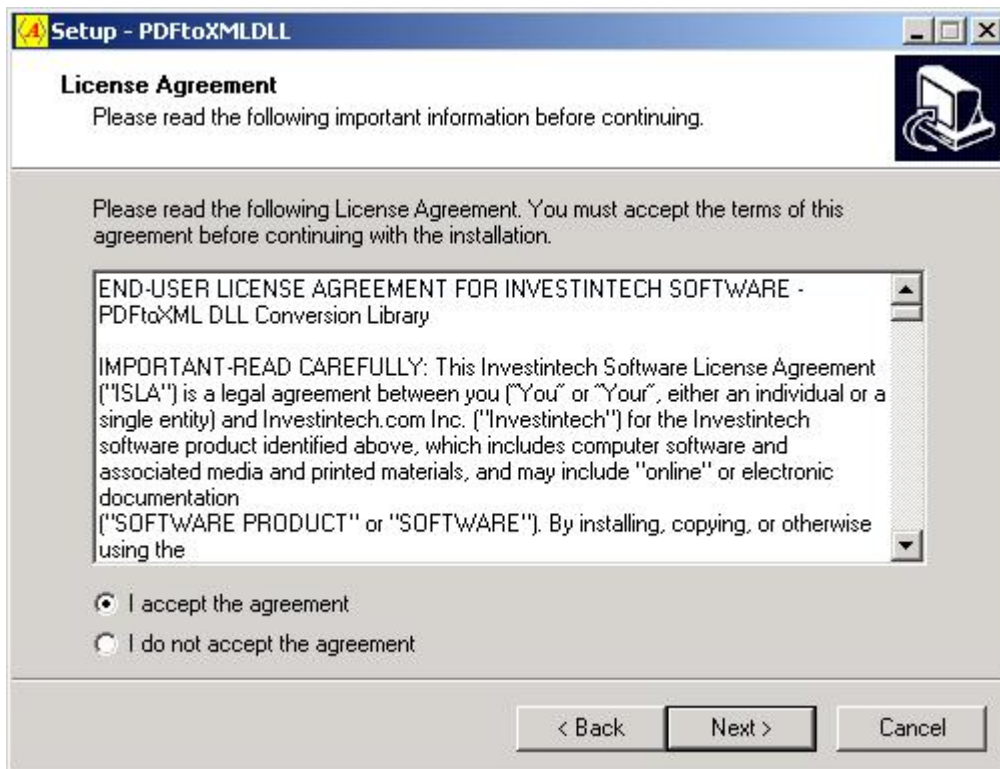 Setup - PDFtoXMLDLL
License Agreement
Please read the following important information before continuing.
Please read the following License Agreement. You must accept the terms of this
agreement before continuing with the installation.
END-USER LICENSE AGREEMENT FOR INVESTINTECH SOFTWARE -
PDFtoXML DLL Conversion Library
IMPORTANT-READ CAREFULLY: This Investintech Software License Agreement
("ISLA") is a legal agreement between you ("You" or "Your", either an individual or a
single entity) and Investintech.com Inc. ("Investintech") for the Investintech
software product identified above, which includes computer software and
associated media and printed materials, and may include "online" or electronic
documentation
("SOFTWARE PRODUCT" or "SOFTWARE"). By installing, copying, or otherwise
using the
I accept the agreement
I do not accept the agreement
< Back
Next >
Cancel